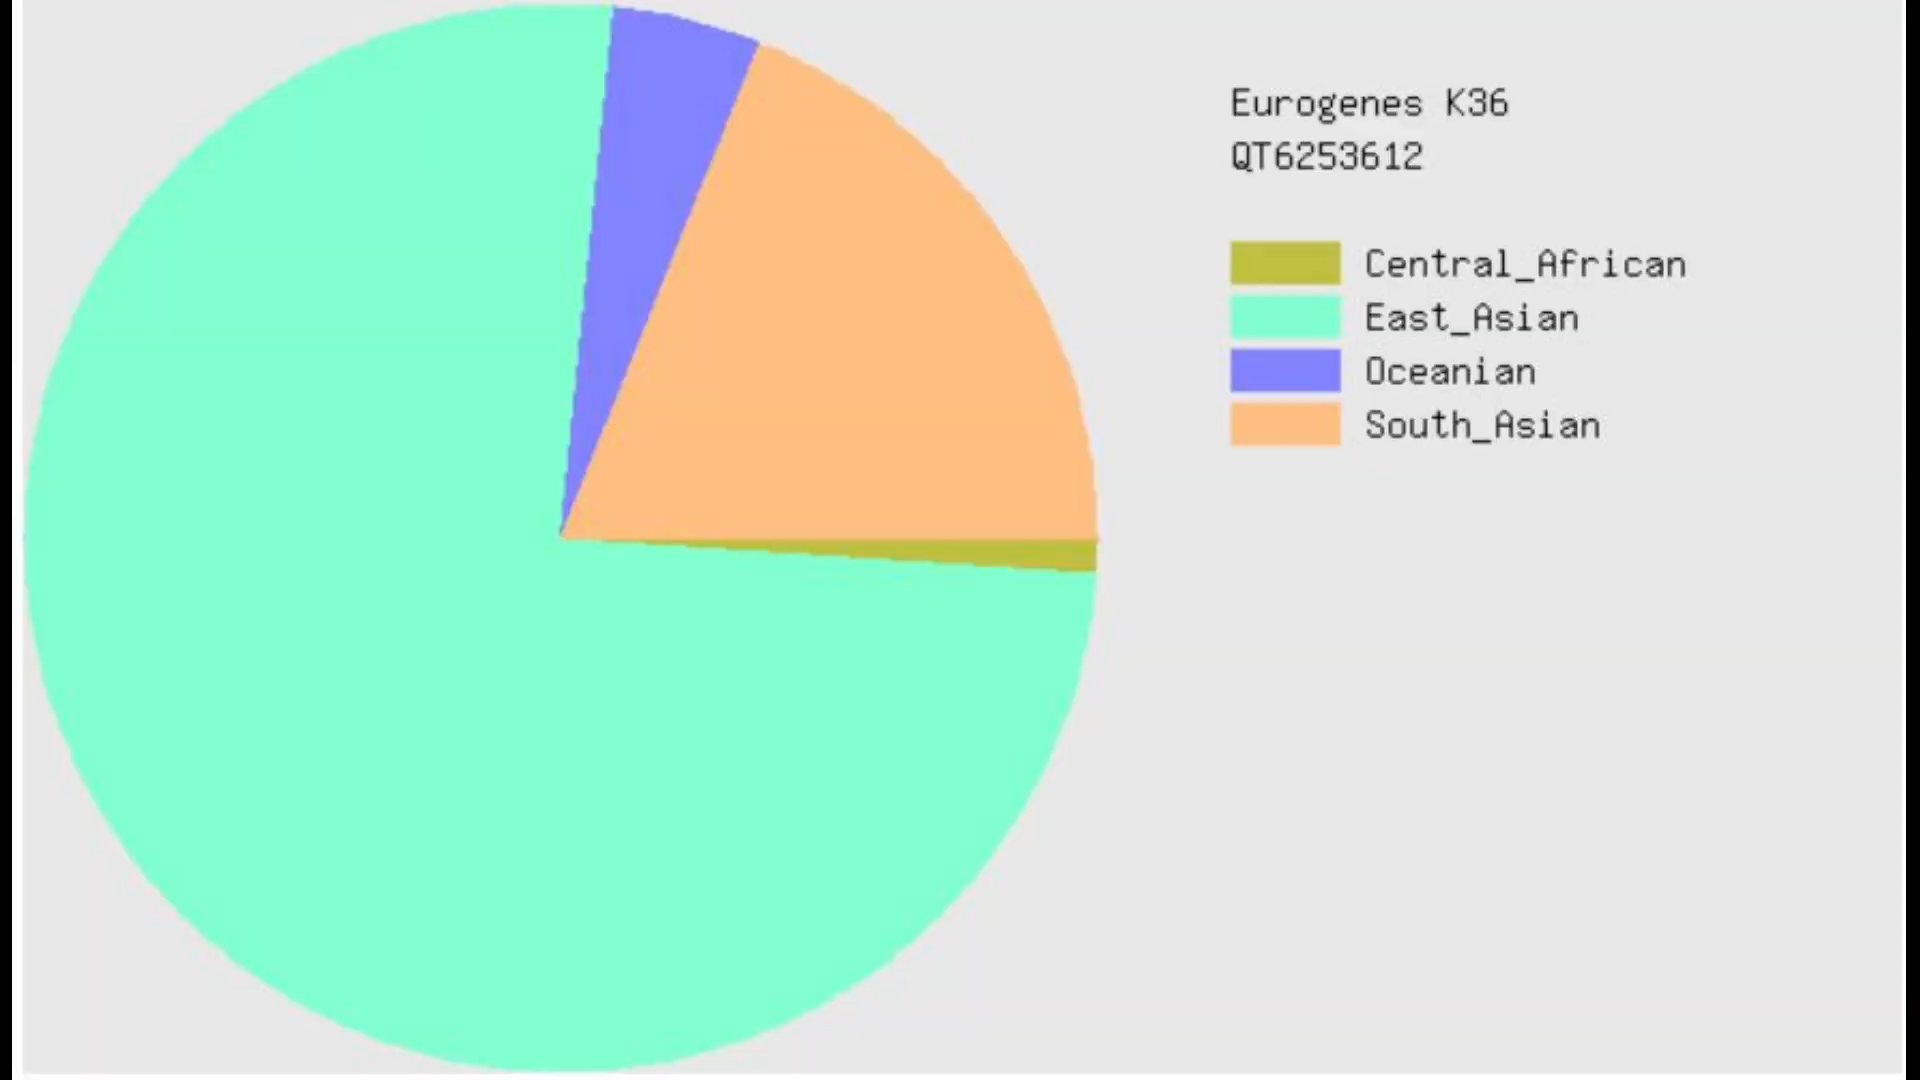 Eurogenes K36
QT6253612
Central_African
East_Asian
Oceanian
South_Asian